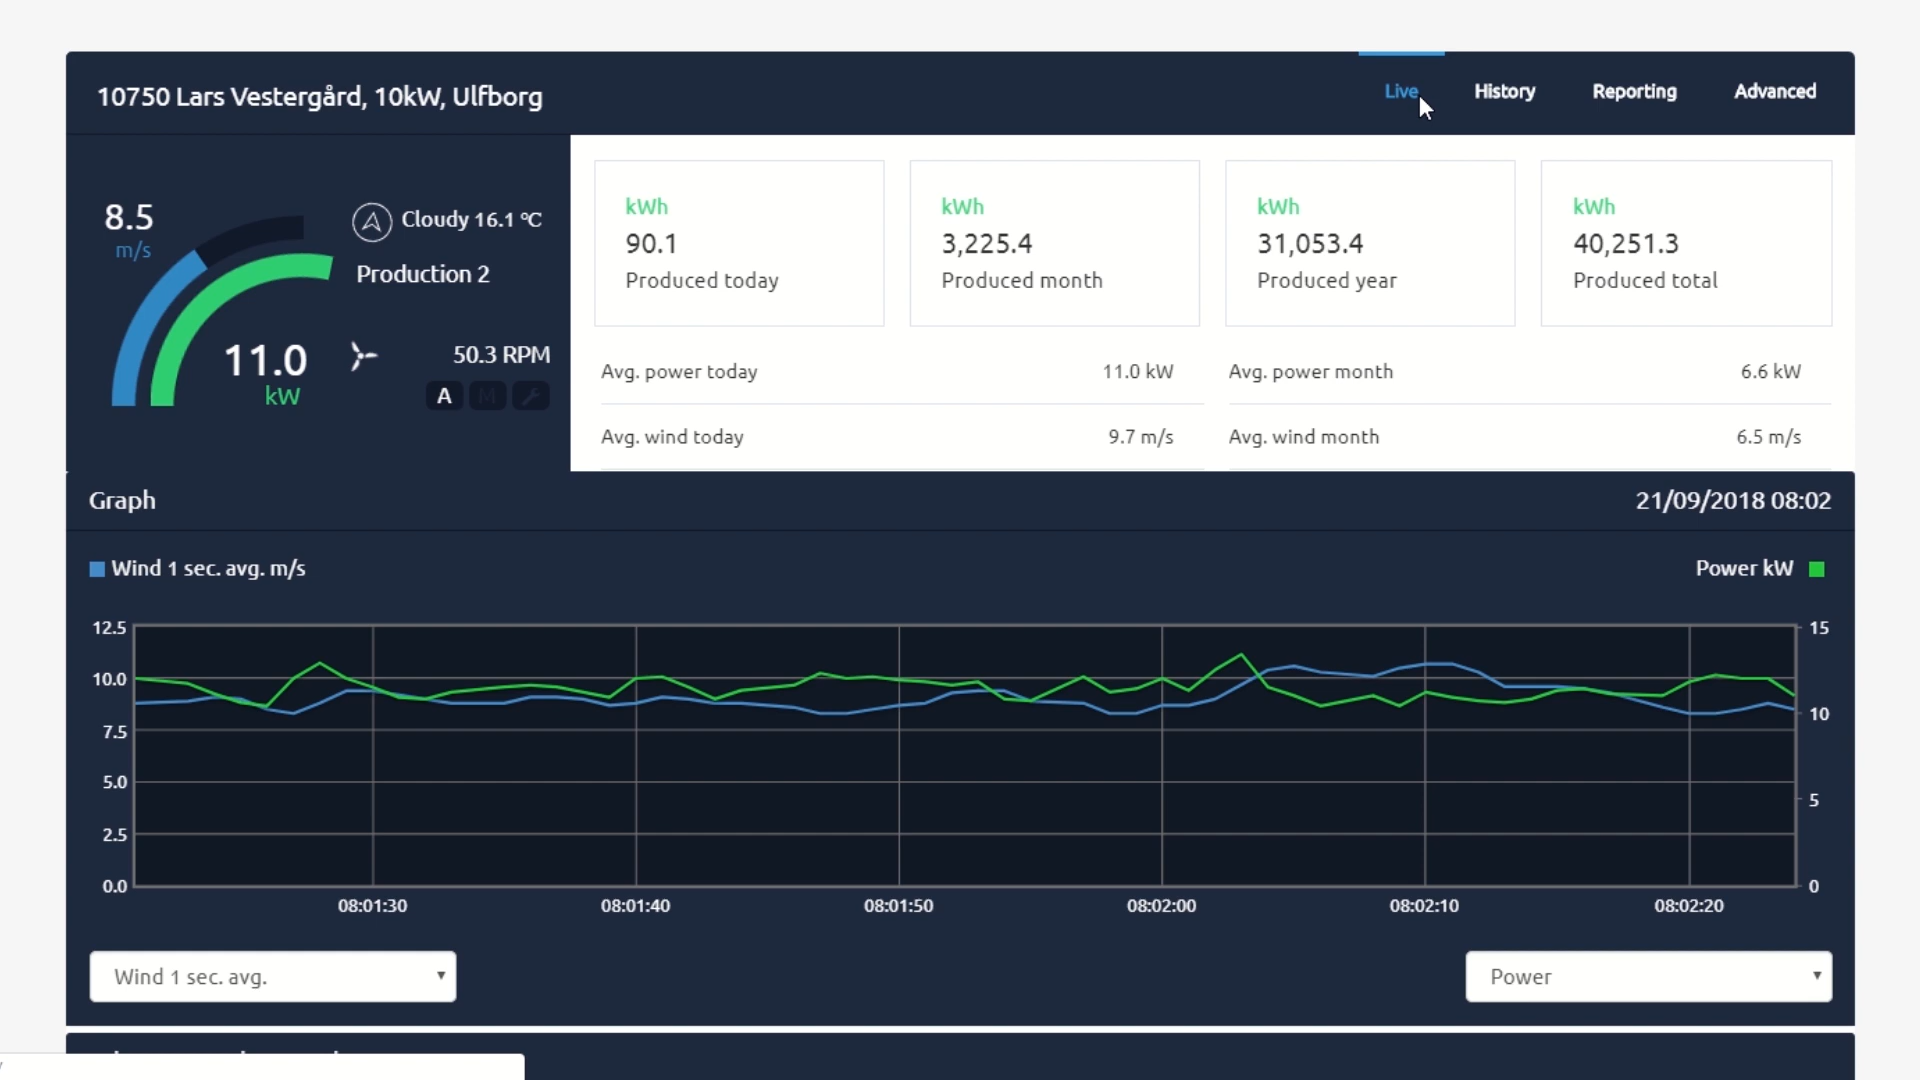 10750 Lars Vestergård, 10kW, Ulfborg
Live History Reporting Advanced
8.5
m/s
Cloudy 16.1 °C
Production 2
11.0
kW
50.3 RPM
A M
kWh
90.1
Produced today
kWh
3,225.4
Produced month
kWh
31,053.4
Produced year
kWh
40,251.3
Produced total
Avg. power today 11.0 kW
Avg. power month 6.6 kW
Avg. wind today 9.7 m/s
Avg. wind month 6.5 m/s
Graph 21/09/2018 08:02
Wind 1 sec. avg. m/s Power kW
12.5 15
10.0
7.5 10
5.0
2.5 5
0.0 0
08:01:30 08:01:40 08:01:50 08:02:00 08:02:10 08:02:20
Wind 1 sec. avg. Power